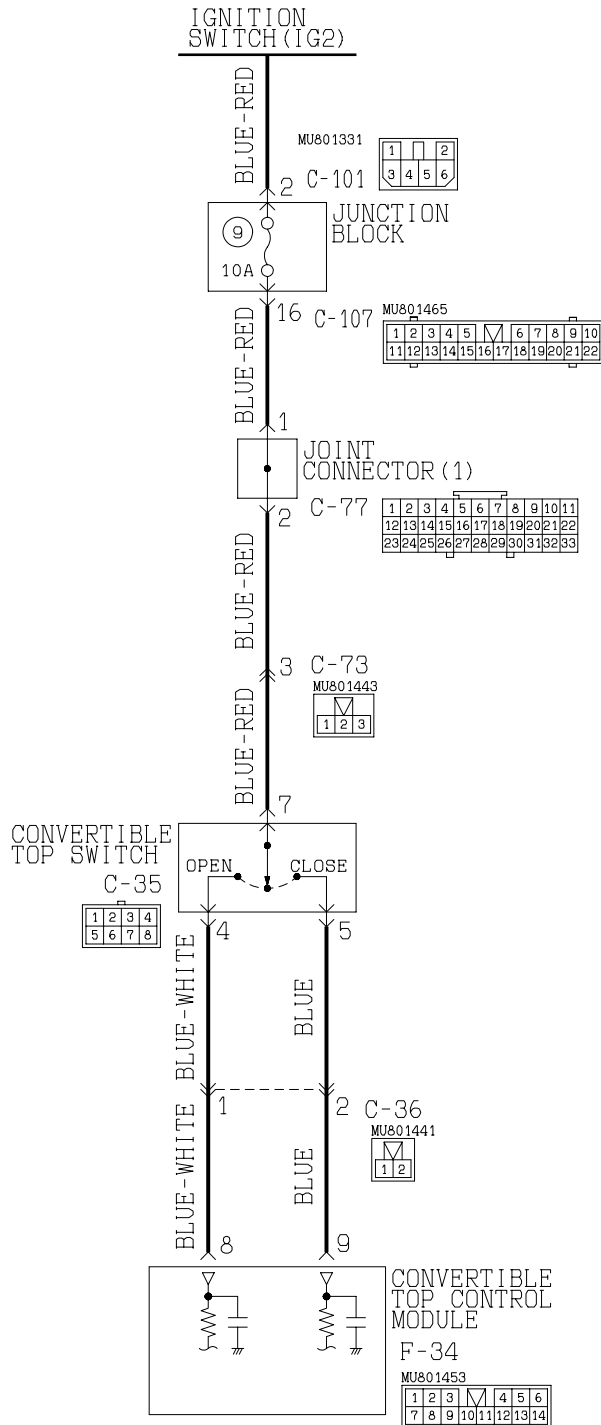 IGNITION
SWITCH(IG2)
BLUE-RED
MU801331
1 2
3 4 5 6
2 C-101
JUNCTION
BLOCK
9
10A
16 C-107
MU801465
1 2 3 4 5 6 7 8 9 10
11 12 13 14 15 16 17 18 19 20 21 22
BLUE-RED
1
JOINT
CONNECTOR(1)
2 C-77
1 2 3 4 5 6 7 8 9 10 11
12 13 14 15 16 17 18 19 20 21 22
23 24 25 26 27 28 29 30 31 32 33
BLUE-RED
3 C-73
MU801443
1 2 3
BLUE-RED
7
CONVERTIBLE
TOP SWITCH
OPEN CLOSE
C-35
1 2 3 4
5 6 7 8
4 5
BLUE-WHITE BLUE
1 2 C-36
MU801441
1 2
BLUE-WHITE BLUE
8 9
CONVERTIBLE
TOP CONTROL
MODULE
F-34
MU801453
1 2 3 4 5 6
7 8 9 10 11 12 13 14